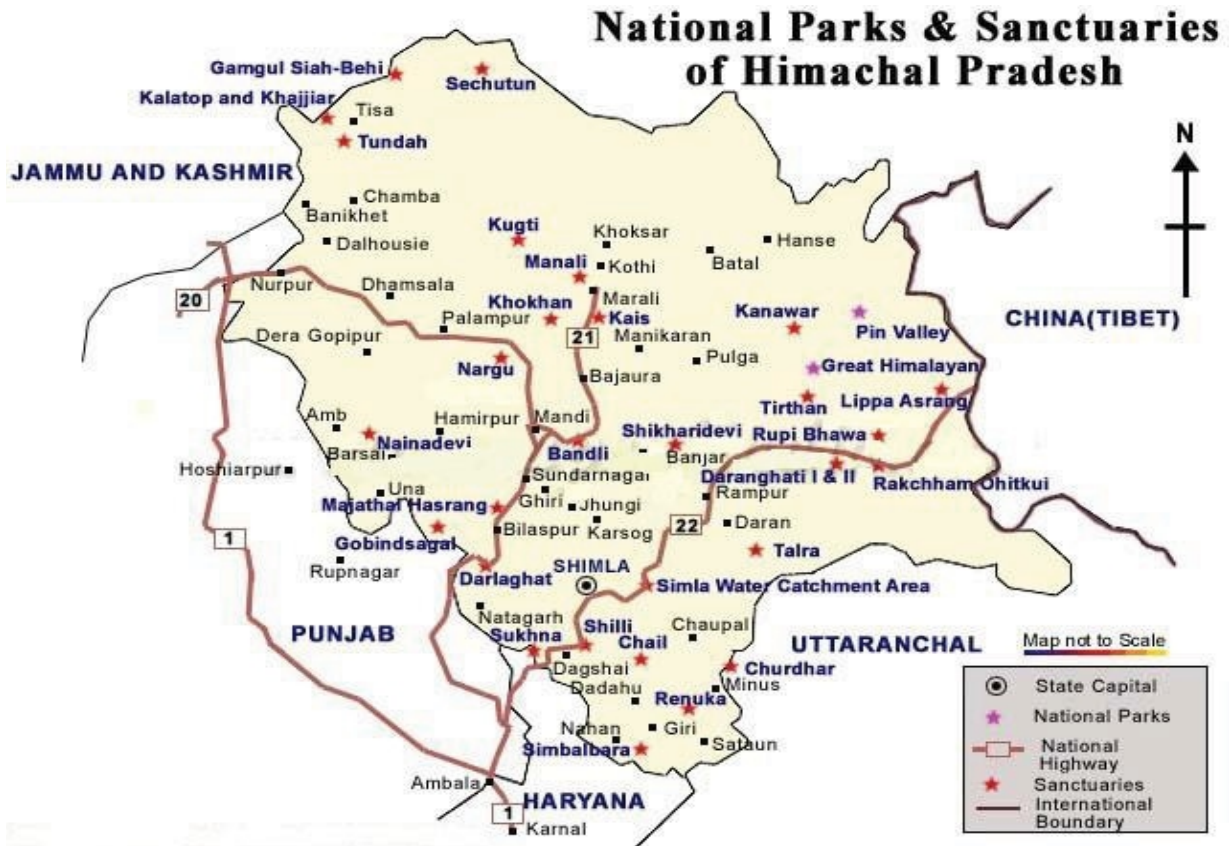 National Parks & Sanctuaries
of Himachal Pradesh
Gamgul Siah-Behi
Sechutun
Kalatop and Khajjiar
Tisa
Tundah
N
JAMMU AND KASHMIR
Chamba
Banikhet
Kugti
Khoksar
Hanse
Dalhousie
Batal
Manali
Kothi
Nurpur
Dhamsala
Marali
20
Khokhan
Kais
Kanawar
Pin Valley
CHINA(TIBET)
Palampur
Dera Gopipur
21
Manikaran
Pulga
Nargu
Great Himalayan
Bajaura
Tirthan
Lippa Asrang
Amb
Hamirpur
Mandi
Nainadevi
Shikharidevi
Rupi Bhawa
Barsai
Bandli
Banjar
Hoshiarpur
Sundarnagar
Daranghati I & II
Rakchham Ohitkui
Una
Ghiri
Jhungi
Rampur
Majathal Hasrang
Bilaspur
Karsog
22
Daran
1
Gobindsagal
Talra
Rupnagar
Darlaghat
SHIMLA
Simla Water Catchment Area
Natagarh
PUNJAB
Sukhna
Shilli
Chail
Chaupal
UTTARANCHAL
Map not to Scale
Dagshai
Churdhar
Dadahu
Minus
Renuka
Nahan
Giri
Simbalbara
Sataun
Ambala
HARYANA
1
Karnal
State Capital
National Parks
National
Highway
Sanctuaries
International
Boundary